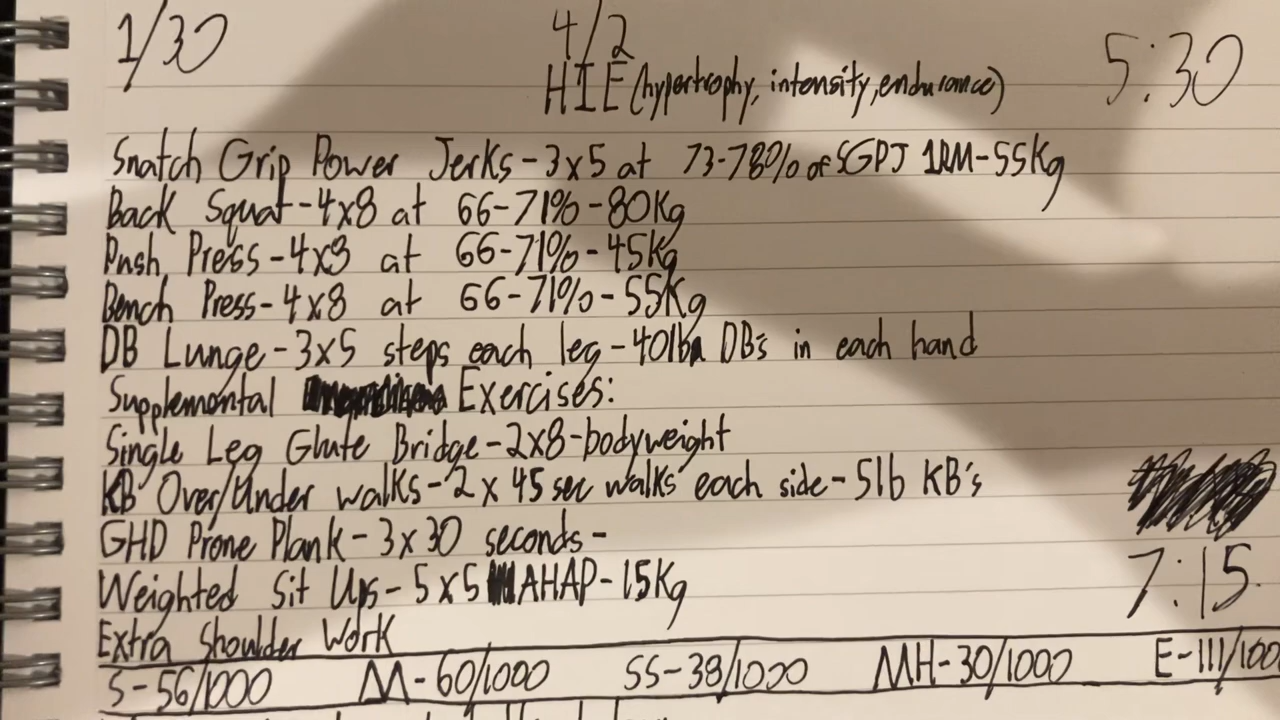 1/30 4/2 5:30
HIE (hypertrophy, intensity, endurance)
Snatch Grip Power Jerks-3x5 at 73-78% of SGPJ 1RM-55Kg
Back Squat-4x8 at 66-71%-80Kg
Push Press-4x8 at 66-71%-45Kg
Bench Press-4x8 at 66-71%-55Kg
DB Lunge-3x5 steps each leg-40lb DB's in each hand
Supplemental Exercises:
Single Leg Glute Bridge-2x8-bodyweight
KB Over/Under walks-2 x 45 sec walks each side-5lb KB's
GHD Prone Plank-3x30 seconds-
Weighted Sit Ups-5x5 AHAP-15Kg
7:15
Extra Shoulder Work
S-56/1000 M-60/1000 SS-38/1000 MH-30/1000 E-111/100